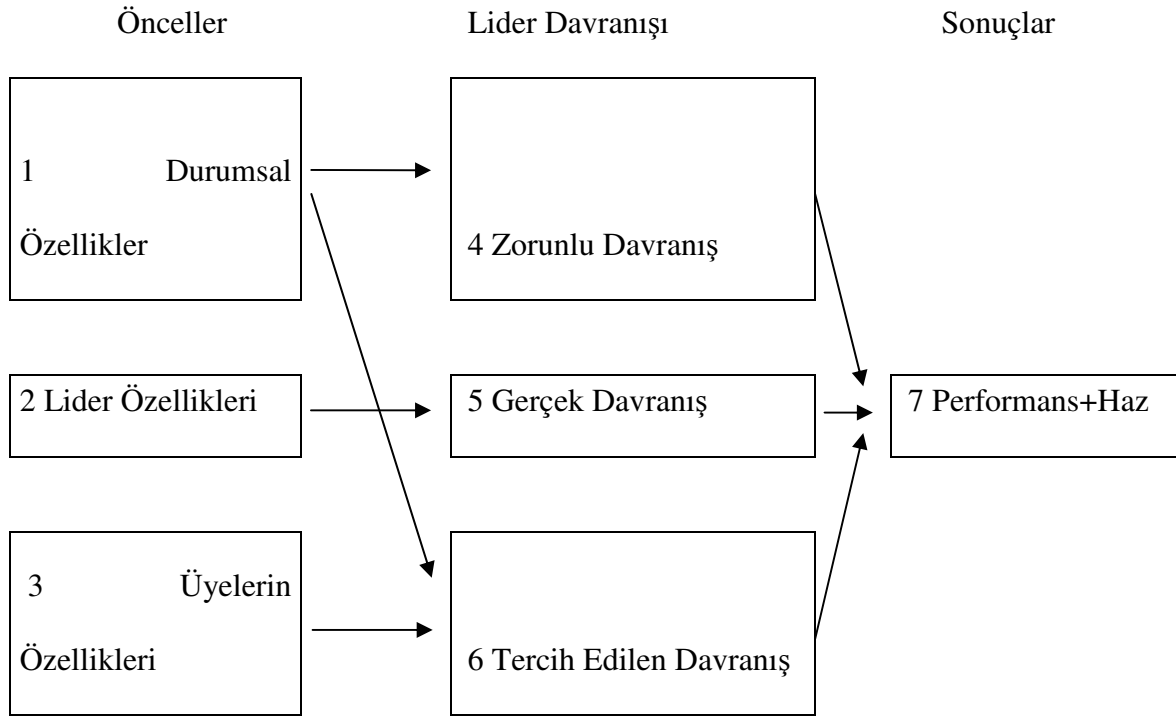 Önceller Lider Davranışı Sonuçlar
1 Durumsal
Özellikler
4 Zorunlu Davranış
2 Lider Özellikleri
5 Gerçek Davranış
7 Performans+Haz
3 Üyelerin
Özellikleri
6 Tercih Edilen Davranış